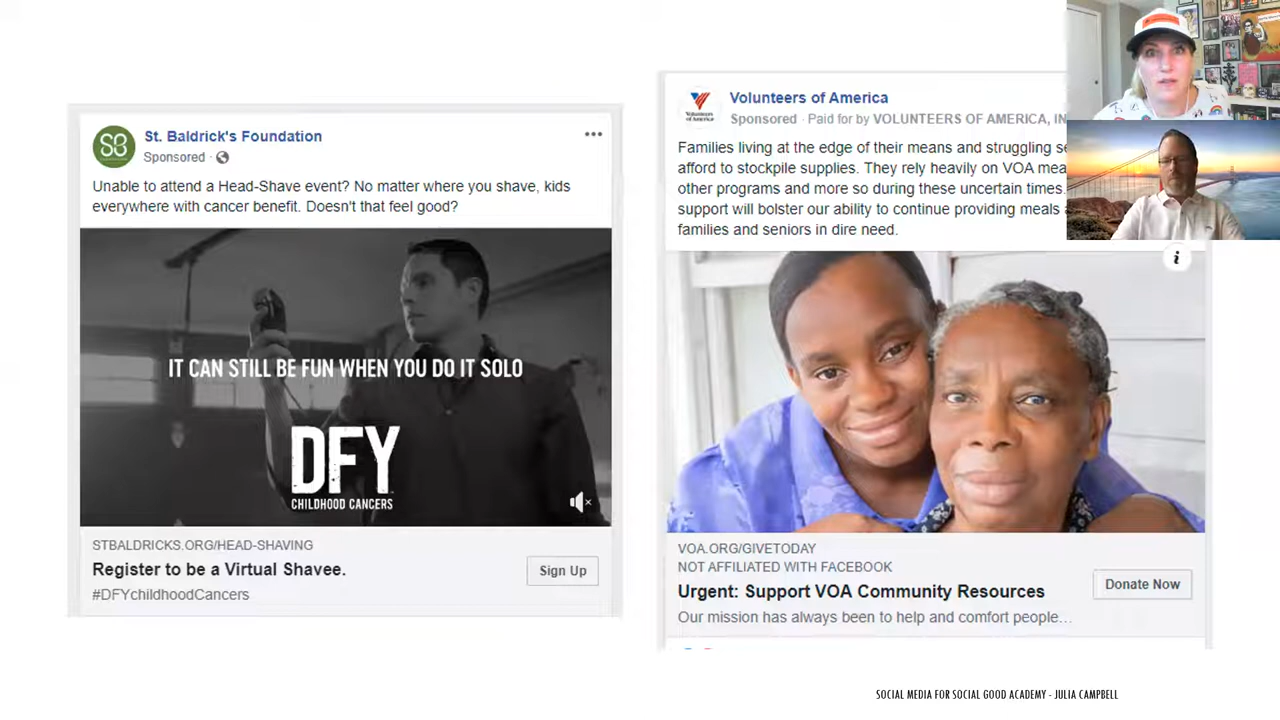 St. Baldrick's Foundation
Sponsored ·
Unable to attend a Head-Shave event? No matter where you shave, kids
everywhere with cancer benefit. Doesn't that feel good?
IT CAN STILL BE FUN WHEN YOU DO IT SOLO
DFY
CHILDHOOD CANCERS
STBALDRICKS.ORG/HEAD-SHAVING
Register to be a Virtual Shavee.
Sign Up
#DFYchildhoodCancers
Volunteers of America
Volunteers
of America
Sponsored · Paid for by VOLUNTEERS OF AMERICA, IN
Families living at the edge of their means and struggling se
afford to stockpile supplies. They rely heavily on VOA mea
other programs and more so during these uncertain times.
support will bolster our ability to continue providing meals
families and seniors in dire need.
VOA.ORG/GIVETODAY
NOT AFFILIATED WITH FACEBOOK
Urgent: Support VOA Community Resources
Donate Now
Our mission has always been to help and comfort people…
SOCIAL MEDIA FOR SOCIAL GOOD ACADEMY - JULIA CAMPBELL